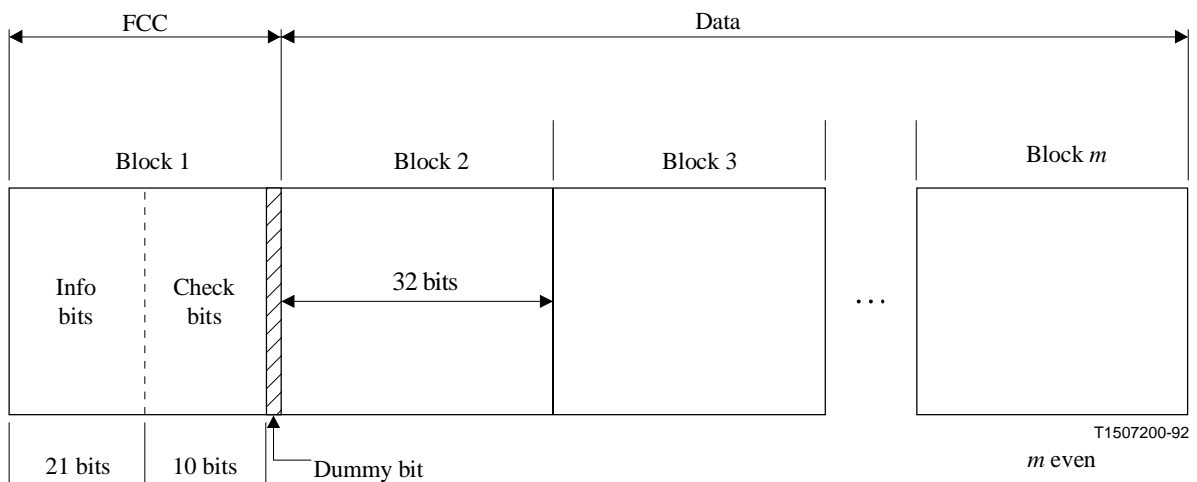 FCC
Data
Block 1
Block 2
Block 3
Block m
Info
bits
Check
bits
32 bits
...
T1507200-92
21 bits
10 bits
Dummy bit
m even